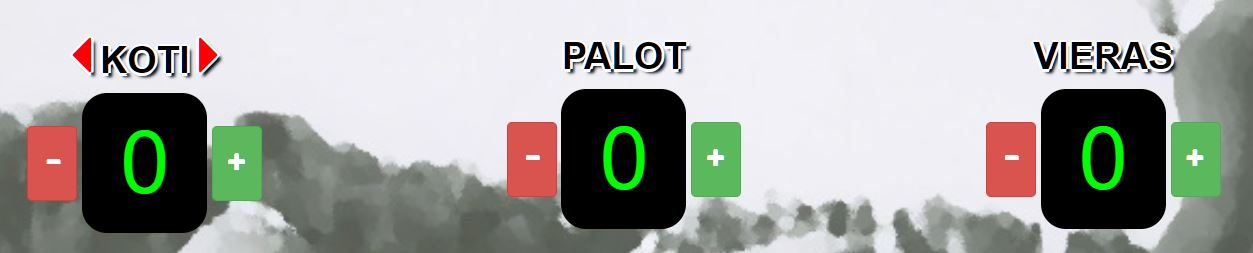 KOTI
PALOT
VIERAS
- 0 +
- 0 +
- 0 +